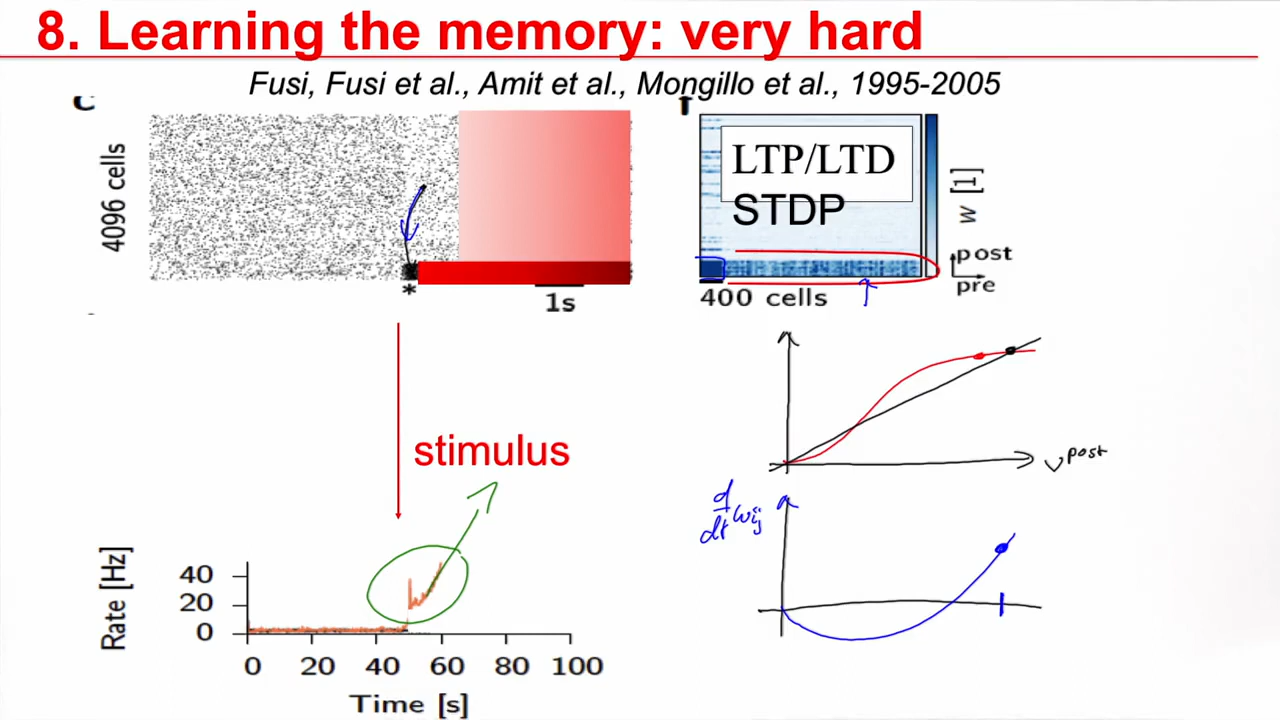 8. Learning the memory: very hard
Fusi, Fusi et al., Amit et al., Mongillo et al., 1995-2005
4096 cells
*
1s
LTP/LTD
STDP
w [1]
post
pre
400 cells
stimulus
ν post
d/dt wij
Rate [Hz]
40
20
0
0 20 40 60 80 100
Time [s]